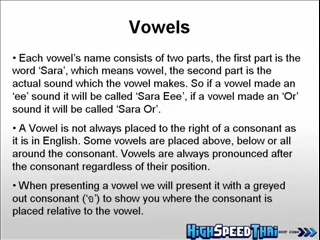 Vowels
• Each vowel's name consists of two parts, the first part is the
word 'Sara', which means vowel, the second part is the
actual sound which the vowel makes. So if a vowel made an
'ee' sound it will be called 'Sara Eee', if a vowel made an 'Or'
sound it will be called 'Sara Or'.
• A Vowel is not always placed to the right of a consonant as
it is in English. Some vowels are placed above, below or all
around the consonant. Vowels are always pronounced after
the consonant regardless of their position.
• When presenting a vowel we will present it with a greyed
out consonant ('อ') to show you where the consonant is
placed relative to the vowel.
HIGHSPEEDTHAI DOT COM